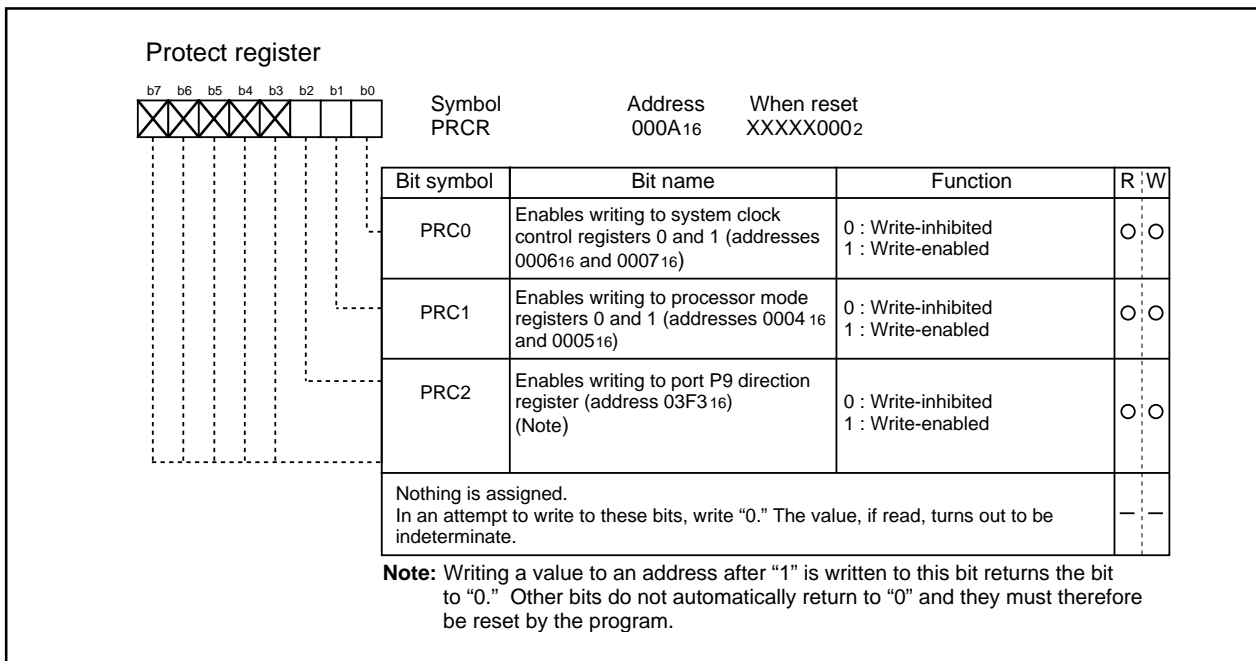 Protect register
b7 b6 b5 b4 b3 b2 b1 b0
Symbol Address When reset
PRCR 000A16 XXXXX0002
Bit symbol Bit name Function R W
PRC0
Enables writing to system clock
control registers 0 and 1 (addresses
000616 and 000716)
0 : Write-inhibited
1 : Write-enabled
PRC1
Enables writing to processor mode
registers 0 and 1 (addresses 0004 16
and 000516)
0 : Write-inhibited
1 : Write-enabled
PRC2
Enables writing to port P9 direction
register (address 03F3 16)
(Note)
0 : Write-inhibited
1 : Write-enabled
Nothing is assigned.
In an attempt to write to these bits, write “0.” The value, if read, turns out to be
indeterminate.
Note: Writing a value to an address after “1” is written to this bit returns the bit
to “0.” Other bits do not automatically return to “0” and they must therefore
be reset by the program.